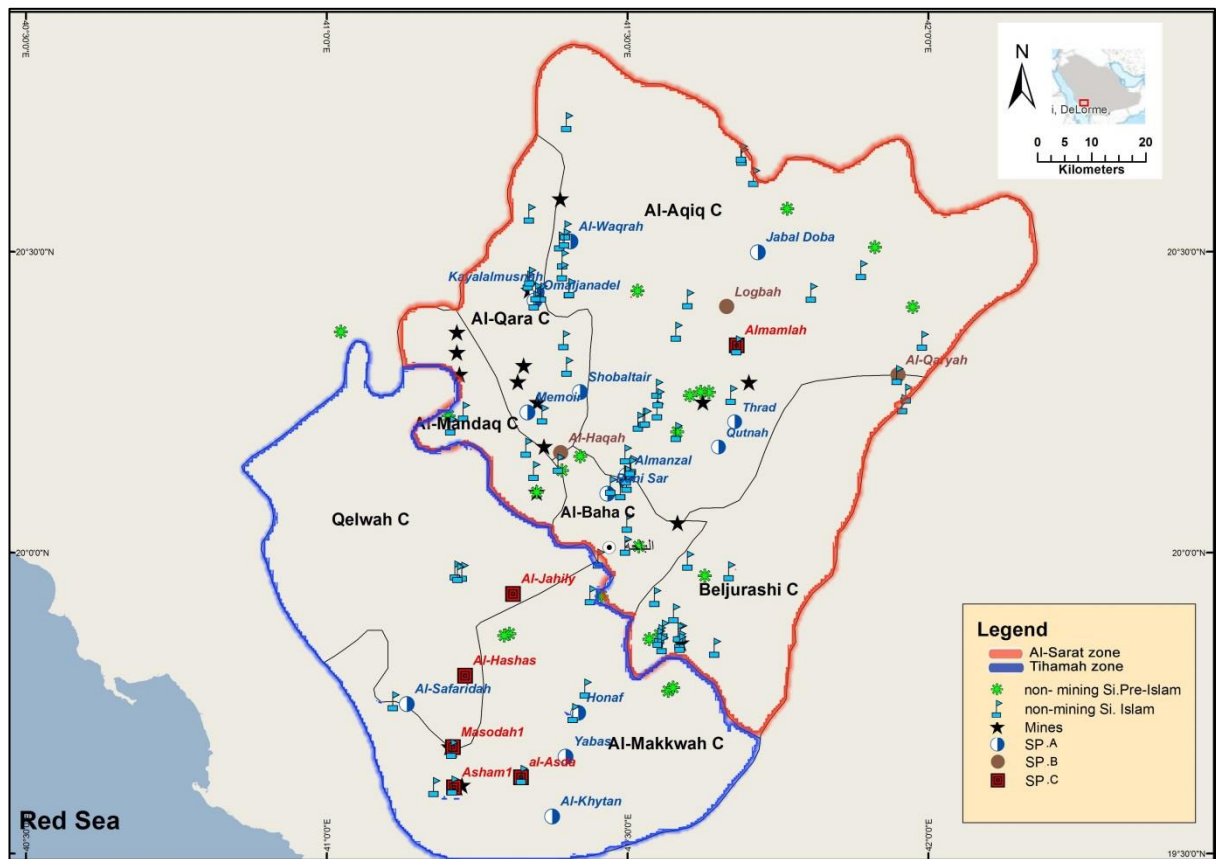 40°30'0"E
41°0'0"E
41°30'0"E
42°0'0"E
N
i, DeLorme,
0 10 20
Kilometers
Al-Aqiq C
Al-Waqrah
Jabal Doba
20°30'0"N
20°30'0"N
Kayalalmusnah
Omaljanadel
Logbah
Al-Qara C
Almamlah
Al-Qaryah
Shobaltair
Memoir
Thrad
Al-Mandaq C
Al-Haqah
Qutnah
Almanzal
Bani Sar
Qelwah C
Al-Baha C
20°0'0"N
20°0'0"N
Al-Jahily
Beljurashi C
Al-Hashas
Al-Safaridah
Honaf
Masodah1
Al-Makkwah C
Yabas
Asham1
al-Asda
Al-Khytan
Red Sea
Legend
Al-Sarat zone
Tihamah zone
non- mining Si.Pre-Islam
non-mining Si. Islam
Mines
SP.A
SP.B
SP.C
40°30'0"E
41°0'0"E
41°30'0"E
42°0'0"E
19°30'0"N